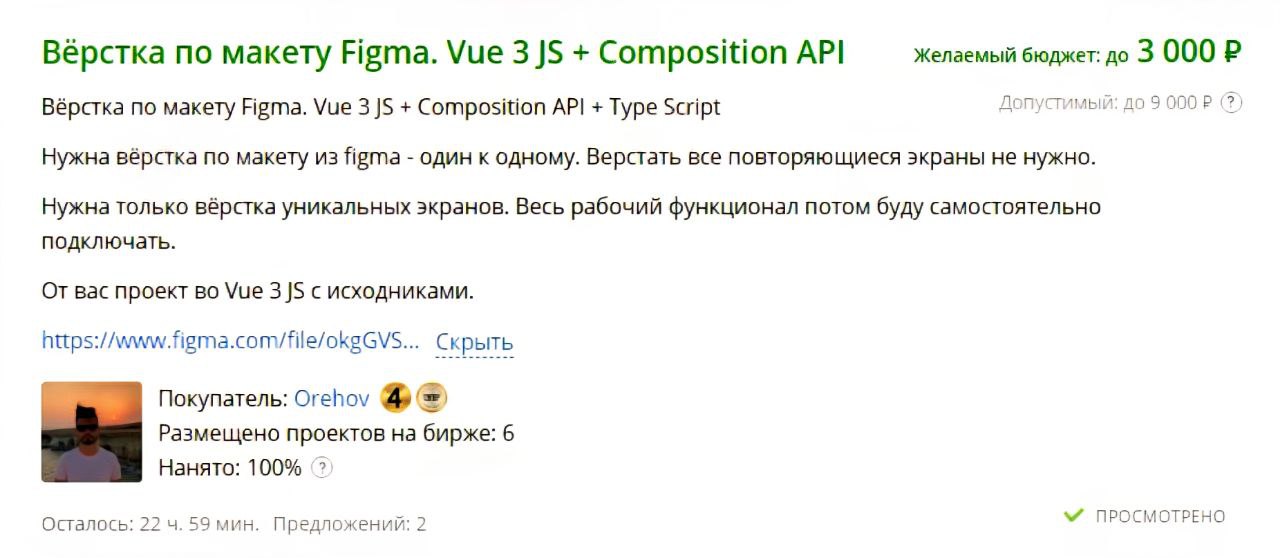 Вёрстка по макету Figma. Vue 3 JS + Composition API
Желаемый бюджет: до 3 000 ₽
Вёрстка по макету Figma. Vue 3 JS + Composition API + Type Script
Допустимый: до 9 000 ₽ ?
Нужна вёрстка по макету из figma - один к одному. Верстать все повторяющиеся экраны не нужно.
Нужна только вёрстка уникальных экранов. Весь рабочий функционал потом буду самостоятельно
подключать.
От вас проект во Vue 3 JS с исходниками.
https://www.figma.com/file/okgGVS... Скрыть
Покупатель: Orehov 4
Размещено проектов на бирже: 6
Нанято: 100% ?
Осталось: 22 ч. 59 мин. Предложений: 2
ПРОСМОТРЕНО